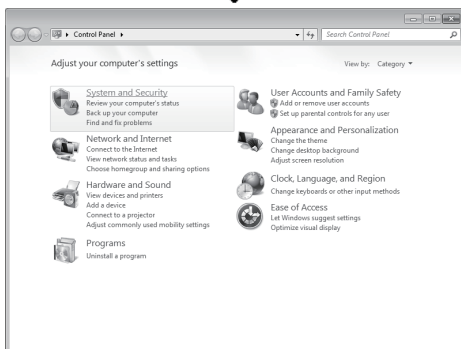 Control Panel
Search Control Panel
Adjust your computer's settings
View by: Category
System and Security
Review your computer's status
Back up your computer
Find and fix problems
Network and Internet
Connect to the Internet
View network status and tasks
Choose homegroup and sharing options
Hardware and Sound
View devices and printers
Add a device
Connect to a projector
Adjust commonly used mobility settings
Programs
Uninstall a program
User Accounts and Family Safety
Add or remove user accounts
Set up parental controls for any user
Appearance and Personalization
Change the theme
Change desktop background
Adjust screen resolution
Clock, Language, and Region
Change keyboards or other input methods
Ease of Access
Let Windows suggest settings
Optimize visual display